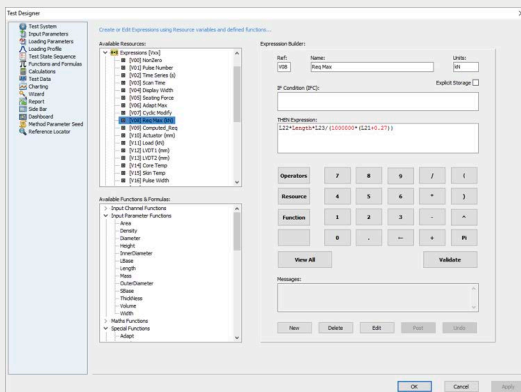 Test Designer
Test System
Input Parameters
Loading Parameters
Loading Profile
Test State Sequence
Functions and Formulas
Calculations
Test Data
Charting
Wizard
Report
Side Bar
Dashboard
Method Parameter Seed
Reference Locator
Create or Edit Expressions using Resource variables and defined functions...
Available Resources:
Expressions [Vxx]
[V00] NonZero
[V01] Pulse Number
[V02] Time Series (s)
[V03] Scan Time
[V04] Display Width
[V05] Seating Force
[V06] Adapt Max
[V07] Cyclic Modify
[V08] Req Max (kN)
[V09] Computed_Req
[V10] Actuator (mm)
[V11] Load (kN)
[V12] LVDT1 (mm)
[V13] LVDT2 (mm)
[V14] Core Temp
[V15] Skin Temp
[V16] Pulse Width
Available Functions & Formulas:
Input Channel Functions
Input Parameter Functions
Area
Density
Diameter
Height
InnerDiameter
LBase
Length
Mass
OuterDiameter
SBase
Thickness
Volume
Width
Maths Functions
Special Functions
Adapt
Expression Builder:
Ref: Name: Units:
V08 Req Max kN
Explicit Storage
IF Condition (IFC):
THEN Expression:
L22*Length*L23/(1000000*(L21+0.27))
Operators 7 8 9 / (
Resource 4 5 6 * )
Function 1 2 3 - ^
0 . ← + Pi
View All Validate
Messages:
New Delete Edit Post Undo
OK Cancel Apply